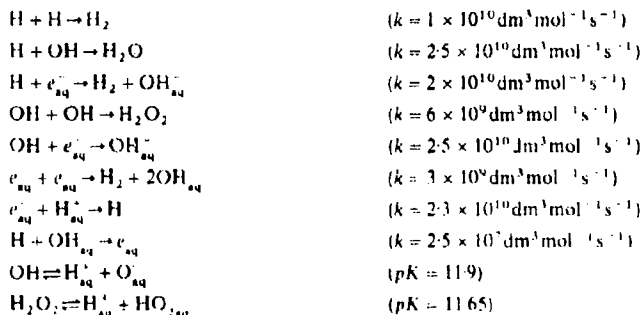 H + H → H₂ (k = 1 × 10¹⁰ dm³ mol⁻¹ s⁻¹)
H + OH → H₂O (k = 2·5 × 10¹⁰ dm³ mol⁻¹ s⁻¹)
H + e⁻aq → H₂ + OH⁻aq (k = 2 × 10¹⁰ dm³ mol⁻¹ s⁻¹)
OH + OH → H₂O₂ (k = 6 × 10⁹ dm³ mol⁻¹ s⁻¹)
OH + e⁻aq → OH⁻aq (k = 2·5 × 10¹⁰ dm³ mol⁻¹ s⁻¹)
e⁻aq + e⁻aq → H₂ + 2OH⁻aq (k = 3 × 10⁹ dm³ mol⁻¹ s⁻¹)
e⁻aq + H⁺aq → H (k = 2·3 × 10¹⁰ dm³ mol⁻¹ s⁻¹)
H + OH⁻aq → e⁻aq (k = 2·5 × 10⁷ dm³ mol⁻¹ s⁻¹)
OH ⇌ H⁺aq + O⁻aq (pK = 11·9)
H₂O₂ ⇌ H⁺aq + HO₂⁻aq (pK = 11·65)